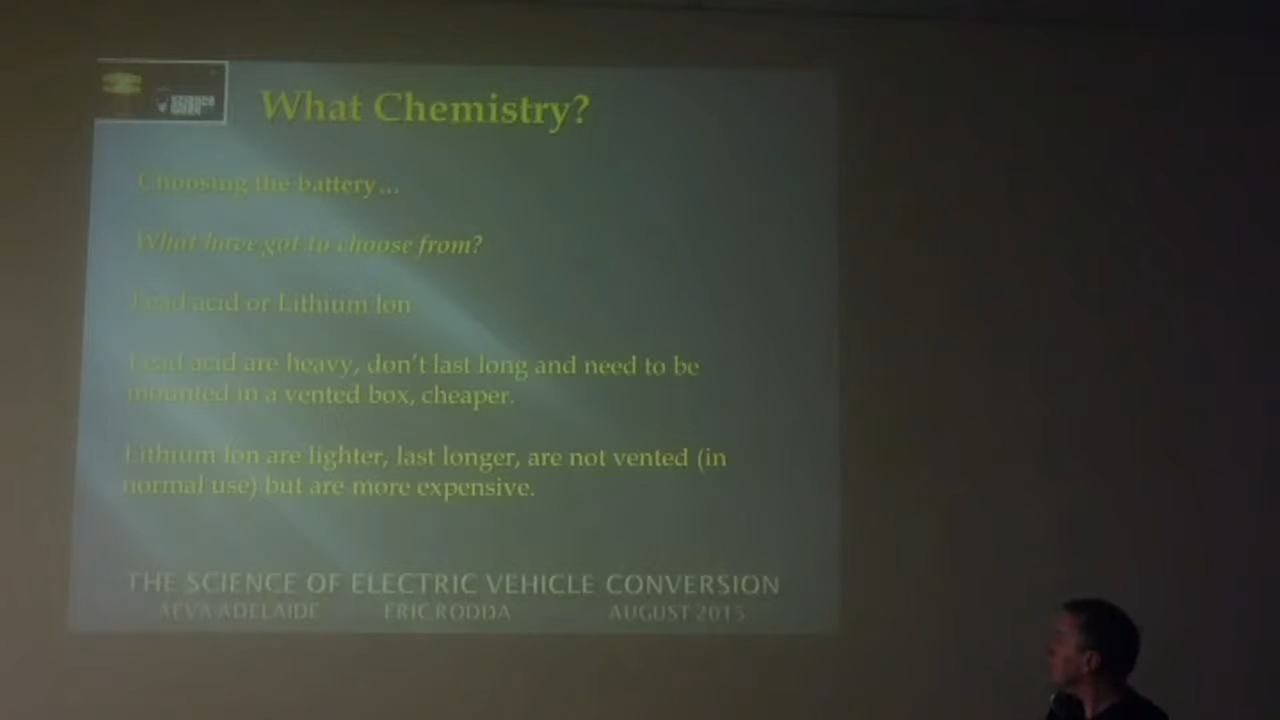 SCIENCE
WEEK
What Chemistry?
Choosing the battery...
What have got to choose from?
Lead acid or Lithium Ion
Lead acid are heavy, don't last long and need to be
mounted in a vented box, cheaper.
Lithium Ion are lighter, last longer, are not vented (in
normal use) but are more expensive.
THE SCIENCE OF ELECTRIC VEHICLE CONVERSION
AEVA ADELAIDE ERIC RODDA AUGUST 2015